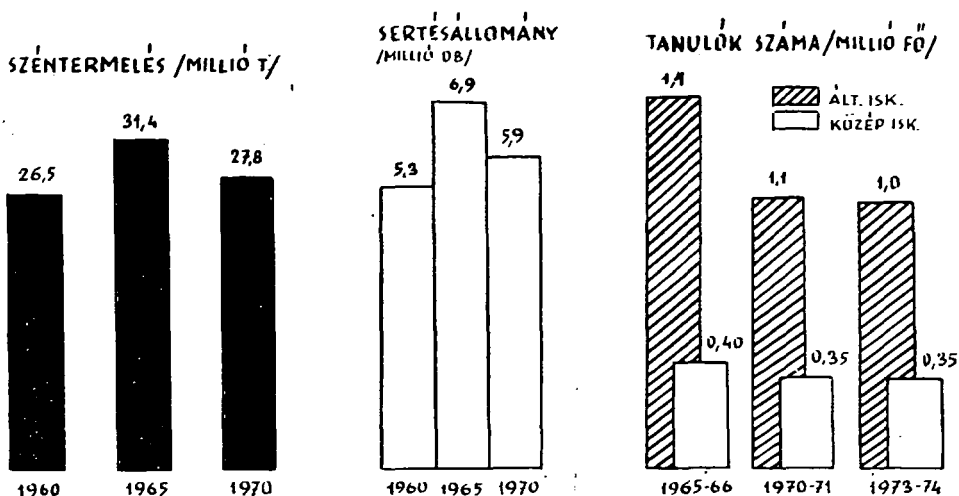 SZÉNTERMELÉS /MILLIÓ T/
26,5
31,4
27,8
1960 1965 1970
SERTÉSÁLLOMÁNY
/MILLIÓ DB/
5,3
6,9
5,9
1960 1965 1970
TANULÓK SZÁMA /MILLIÓ FŐ/
ÁLT. ISK.
KÖZÉP ISK.
1,4
0,40
1,1
0,35
1,0
0,35
1965-66 1970-71 1973-74